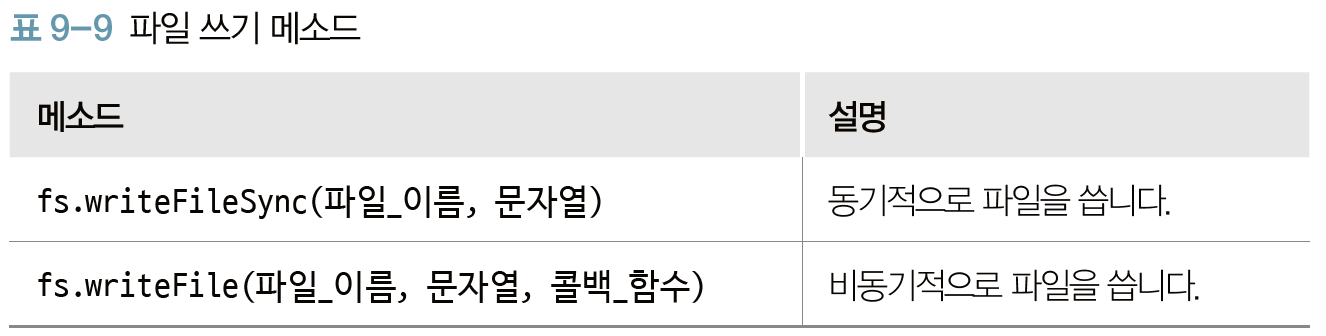 표 9-9 파일 쓰기 메소드
메소드 설명
fs.writeFileSync(파일_이름, 문자열) 동기적으로 파일을 씁니다.
fs.writeFile(파일_이름, 문자열, 콜백_함수) 비동기적으로 파일을 씁니다.